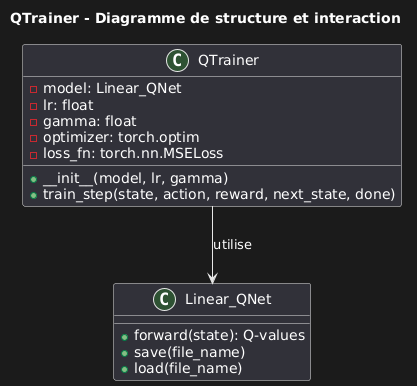 QTrainer - Diagramme de structure et interaction
C QTrainer
model: Linear_QNet
lr: float
gamma: float
optimizer: torch.optim
loss_fn: torch.nn.MSELoss
__init__(model, lr, gamma)
train_step(state, action, reward, next_state, done)
utilise
C Linear_QNet
forward(state): Q-values
save(file_name)
load(file_name)